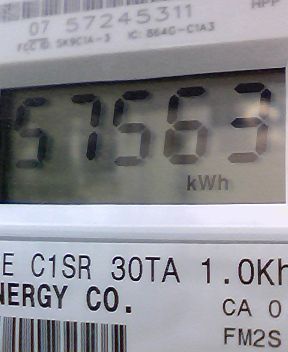 HPP
07 57245311
FCC ID: SK9C1A-3 IC: 864G-C1A3
57563
kWh
E C1SR 30TA 1.0Kh
NERGY CO.
CA 0
FM2S